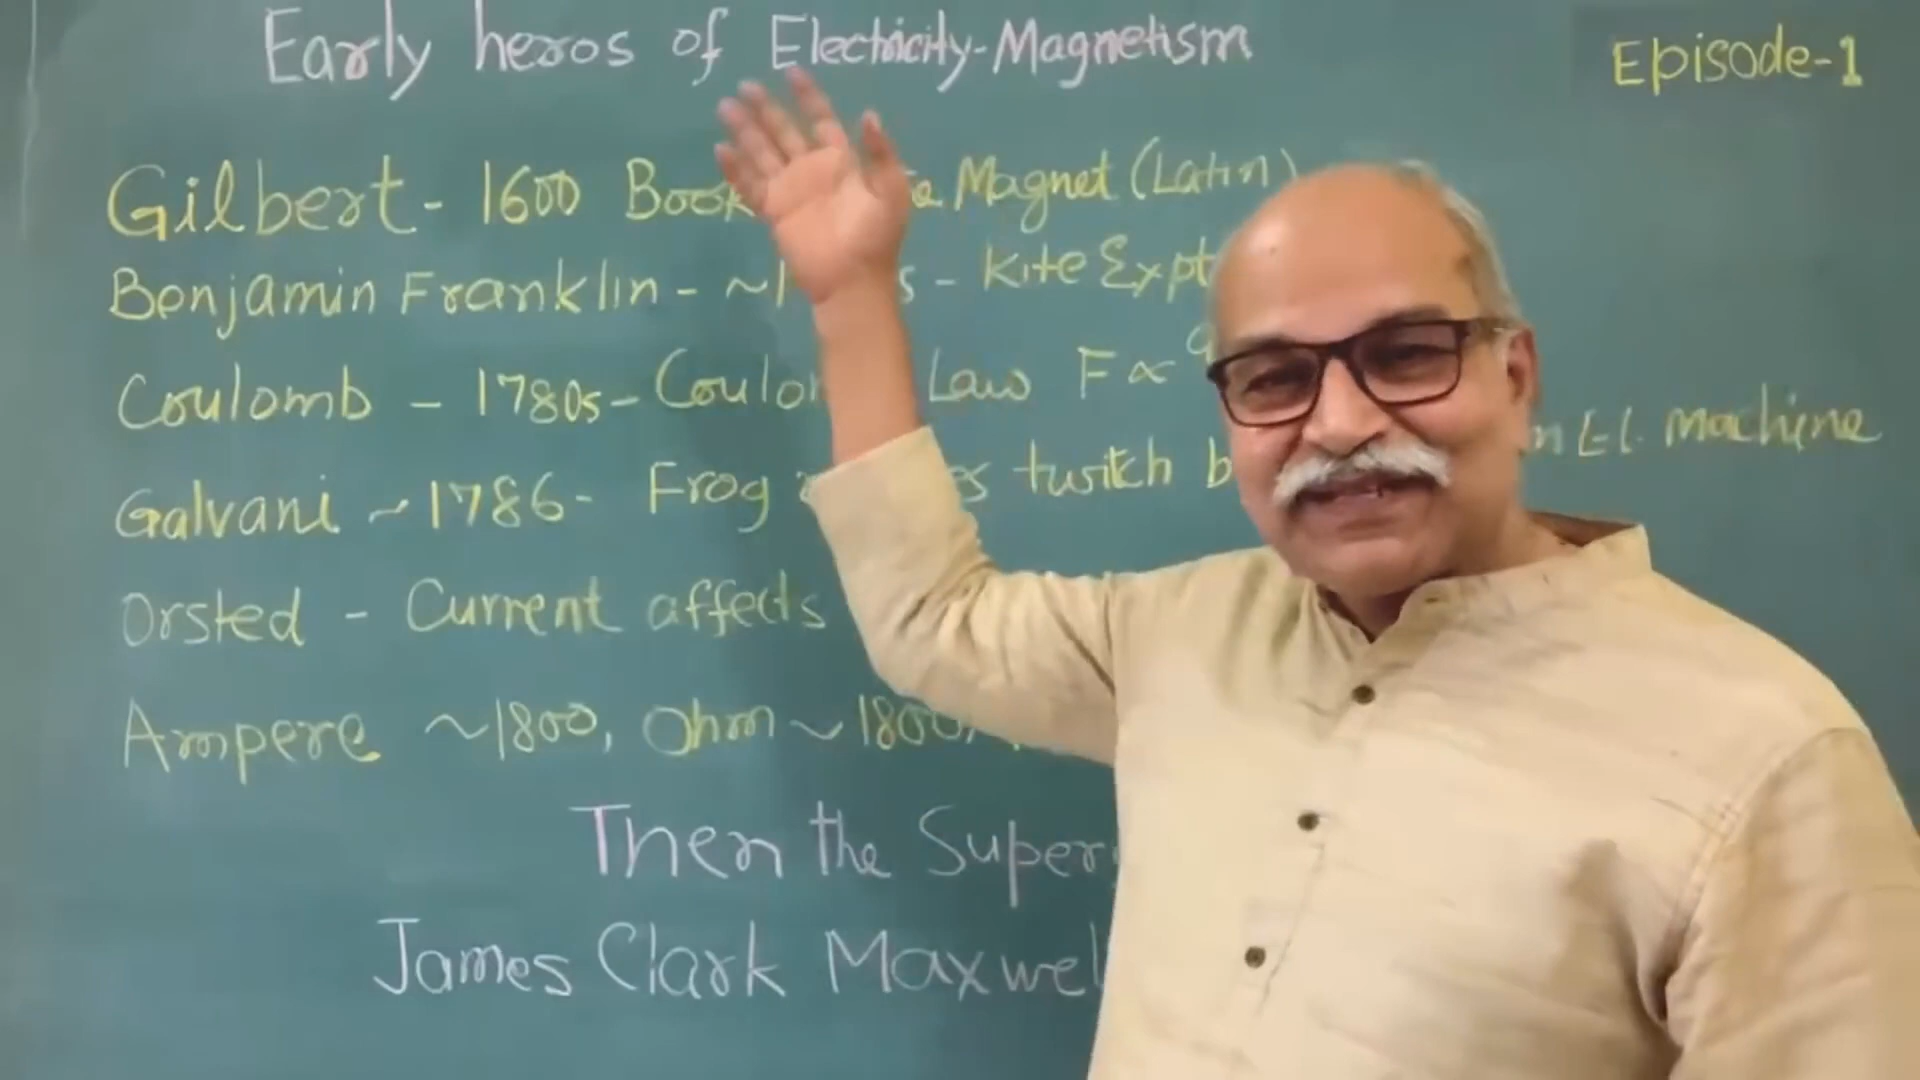 Early heros of Electricity-Magnetism
Episode-1
Gilbert - 1600 Book Magnet (Latin)
Benjamin Franklin - ~1 s - Kite Expt
Coulomb - 1780s - Coulo Law F ∝
Galvani ~ 1786 - Frog twitch b n El. machine
Orsted - Current affects
Ampere ~1800, Ohm ~ 1800
Then the Super
James Clark Maxwel